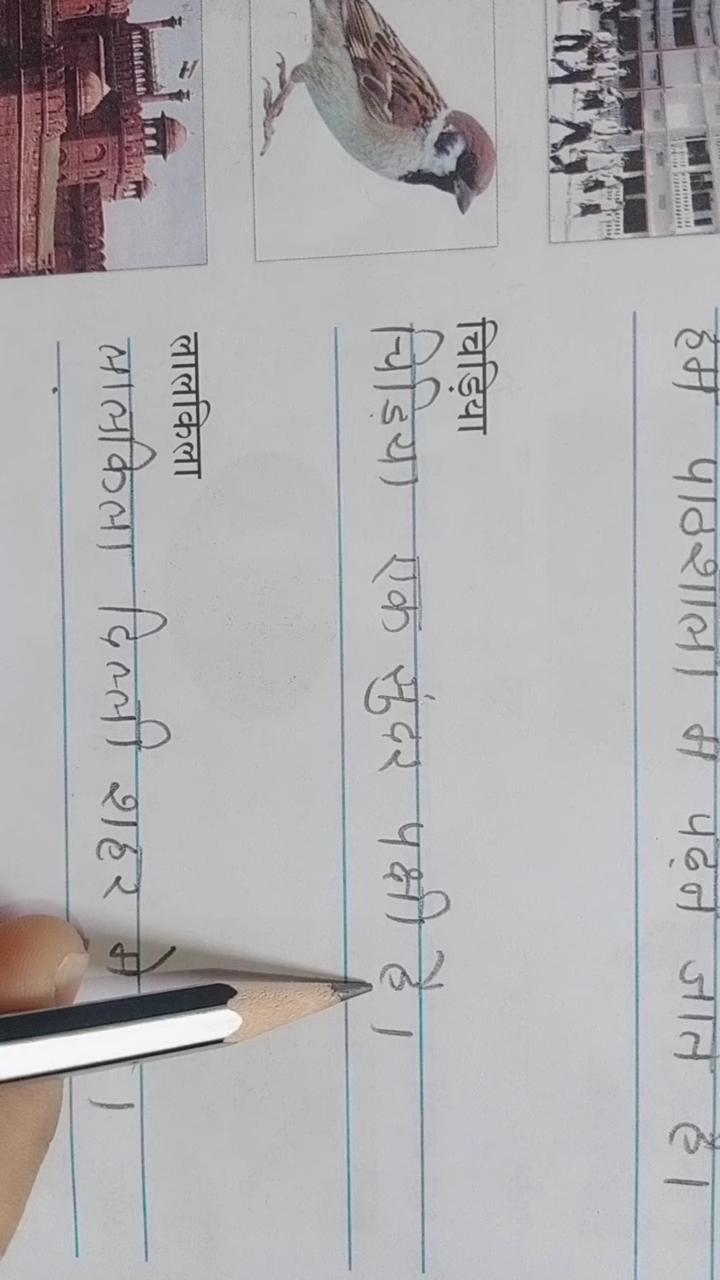 हम पाठशाला में पढ़ने जाते हैं।
चिड़िया
चिड़िया एक सुंदर पक्षी है।
लालकिला
लालकिला दिल्ली शहर में ।